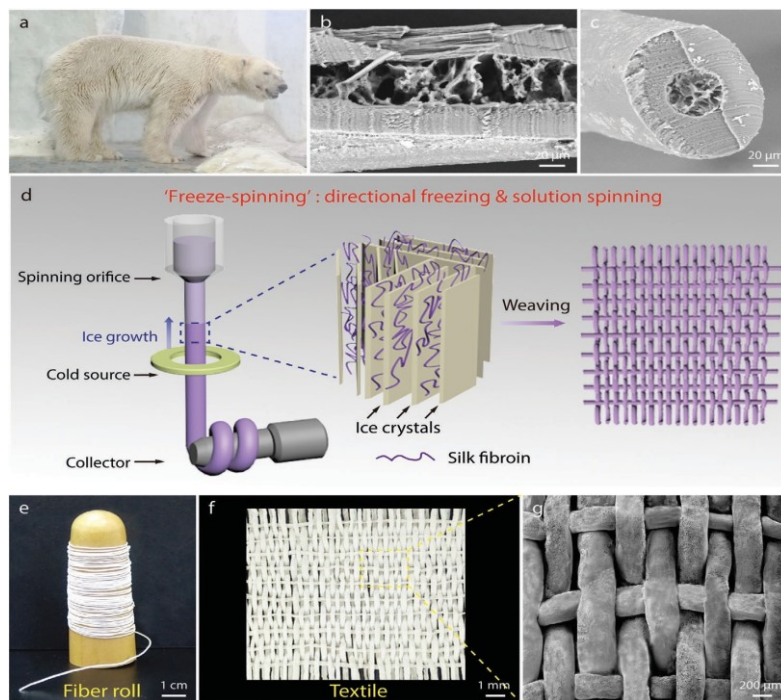 a
b
20 μm
c
20 μm
d
'Freeze-spinning' : directional freezing & solution spinning
Spinning orifice
Ice growth
Cold source
Collector
Ice crystals
Silk fibroin
Weaving
e
Fiber roll
1 cm
f
Textile
1 mm
g
200 μm